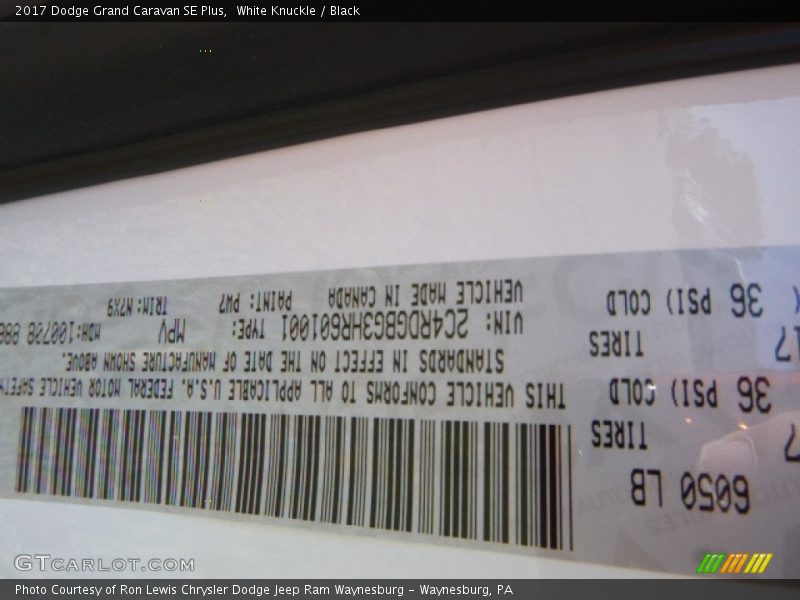 2017 Dodge Grand Caravan SE Plus, White Knuckle / Black
6050 LB
TIRES
36 PSI) COLD
TIRES
36 PSI) COLD
THIS VEHICLE CONFORMS TO ALL APPLICABLE U.S.A. FEDERAL MOTOR VEHICLE SAFETY
STANDARDS IN EFFECT ON THE DATE OF MANUFACTURE SHOWN ABOVE.
VIN: 2C4RDGBG3HR601001 TYPE: MPV MDH:100708
VEHICLE MADE IN CANADA PAINT: PW7 TRIM:N7X9
GTCARLOT.COM
Photo Courtesy of Ron Lewis Chrysler Dodge Jeep Ram Waynesburg – Waynesburg, PA